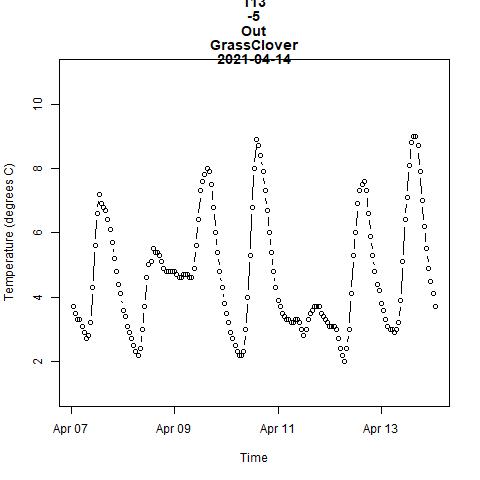 113
-5
Out
GrassClover
2021-04-14
Temperature (degrees C)
10
8
6
4
2
Apr 07
Apr 09
Apr 11
Apr 13
Time